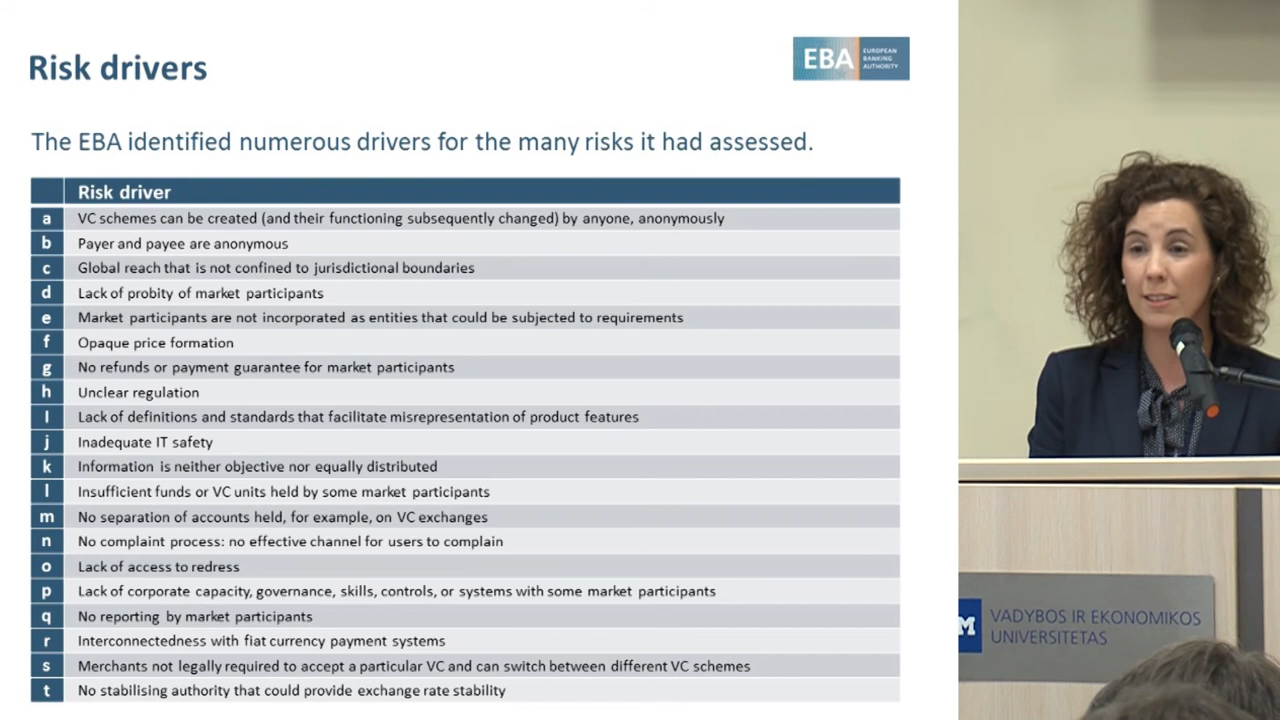 Risk drivers
EBA
EUROPEAN
BANKING
AUTHORITY
The EBA identified numerous drivers for the many risks it had assessed.
Risk driver
a VC schemes can be created (and their functioning subsequently changed) by anyone, anonymously
b Payer and payee are anonymous
c Global reach that is not confined to jurisdictional boundaries
d Lack of probity of market participants
e Market participants are not incorporated as entities that could be subjected to requirements
f Opaque price formation
g No refunds or payment guarantee for market participants
h Unclear regulation
I Lack of definitions and standards that facilitate misrepresentation of product features
j Inadequate IT safety
k Information is neither objective nor equally distributed
l Insufficient funds or VC units held by some market participants
m No separation of accounts held, for example, on VC exchanges
n No complaint process: no effective channel for users to complain
o Lack of access to redress
p Lack of corporate capacity, governance, skills, controls, or systems with some market participants
q No reporting by market participants
r Interconnectedness with fiat currency payment systems
s Merchants not legally required to accept a particular VC and can switch between different VC schemes
t No stabilising authority that could provide exchange rate stability
M
VADYBOS IR EKONOMIKOS
UNIVERSITETAS